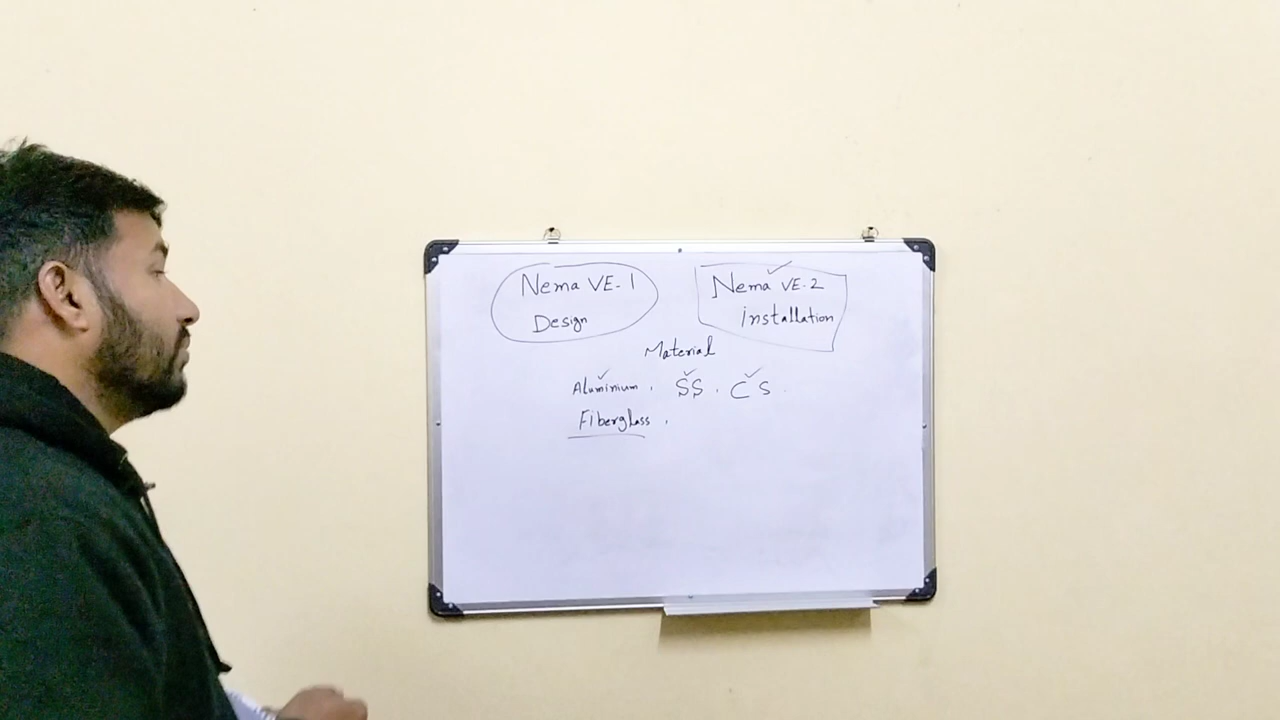 Nema VE-1
Design
Nema VE-2
installation
Material
Aluminium, SS, CS.
Fiberglass,